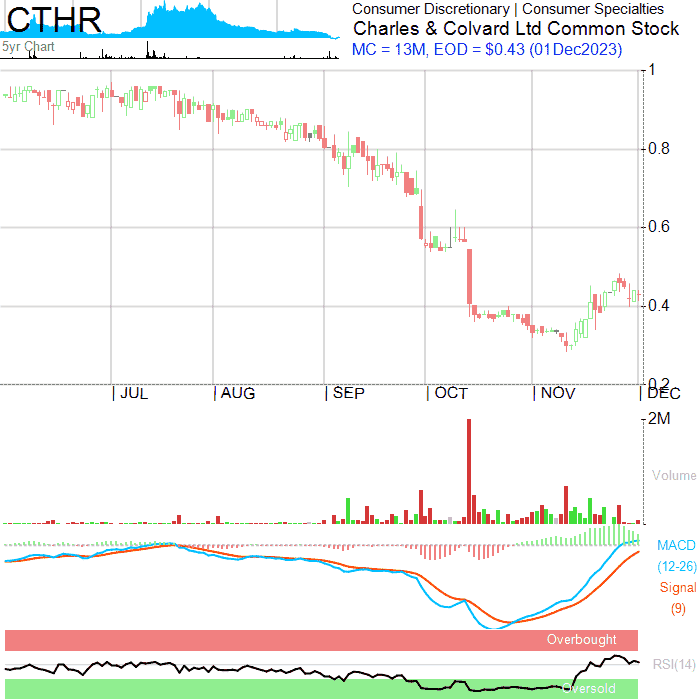 CTHR
Consumer Discretionary | Consumer Specialties
Charles & Colvard Ltd Common Stock
5yr Chart
MC = 13M, EOD = $0.43 (01Dec2023)
1
0.8
0.6
0.4
0.2
JUL AUG SEP OCT NOV DEC
2M
Volume
MACD
(12-26)
Signal
(9)
Overbought
RSI(14)
Oversold